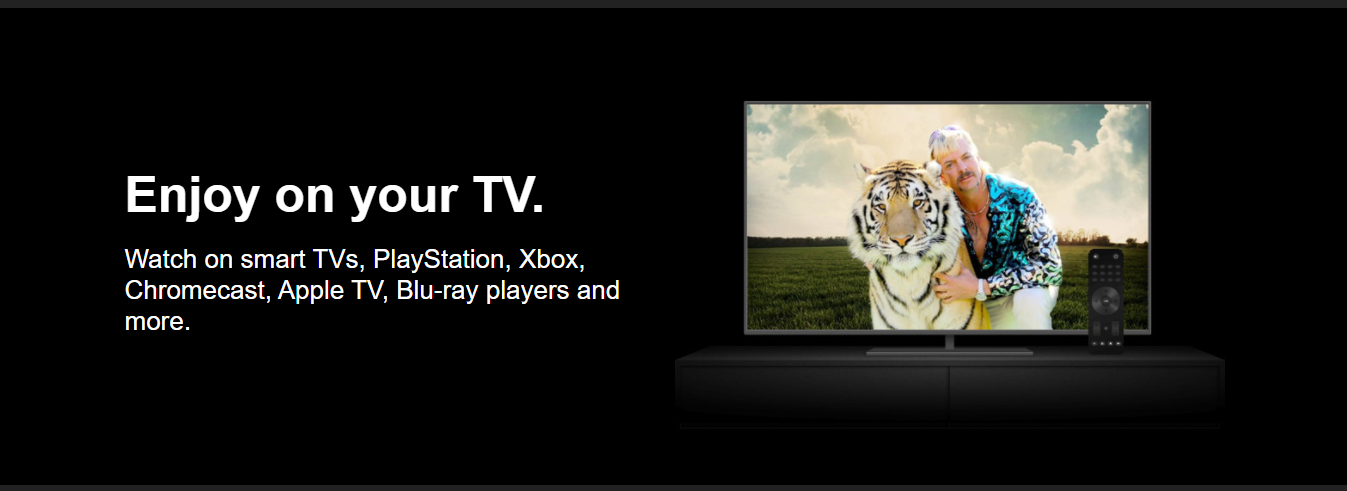 Enjoy on your TV.
Watch on smart TVs, PlayStation, Xbox,
Chromecast, Apple TV, Blu-ray players and
more.